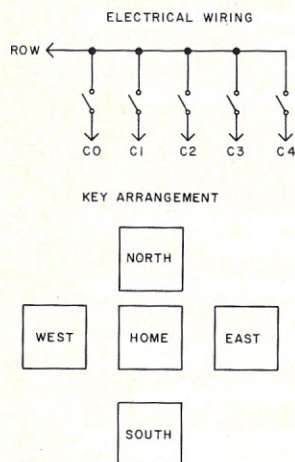 ELECTRICAL WIRING
ROW
C0 C1 C2 C3 C4
KEY ARRANGEMENT
NORTH
WEST HOME EAST
SOUTH